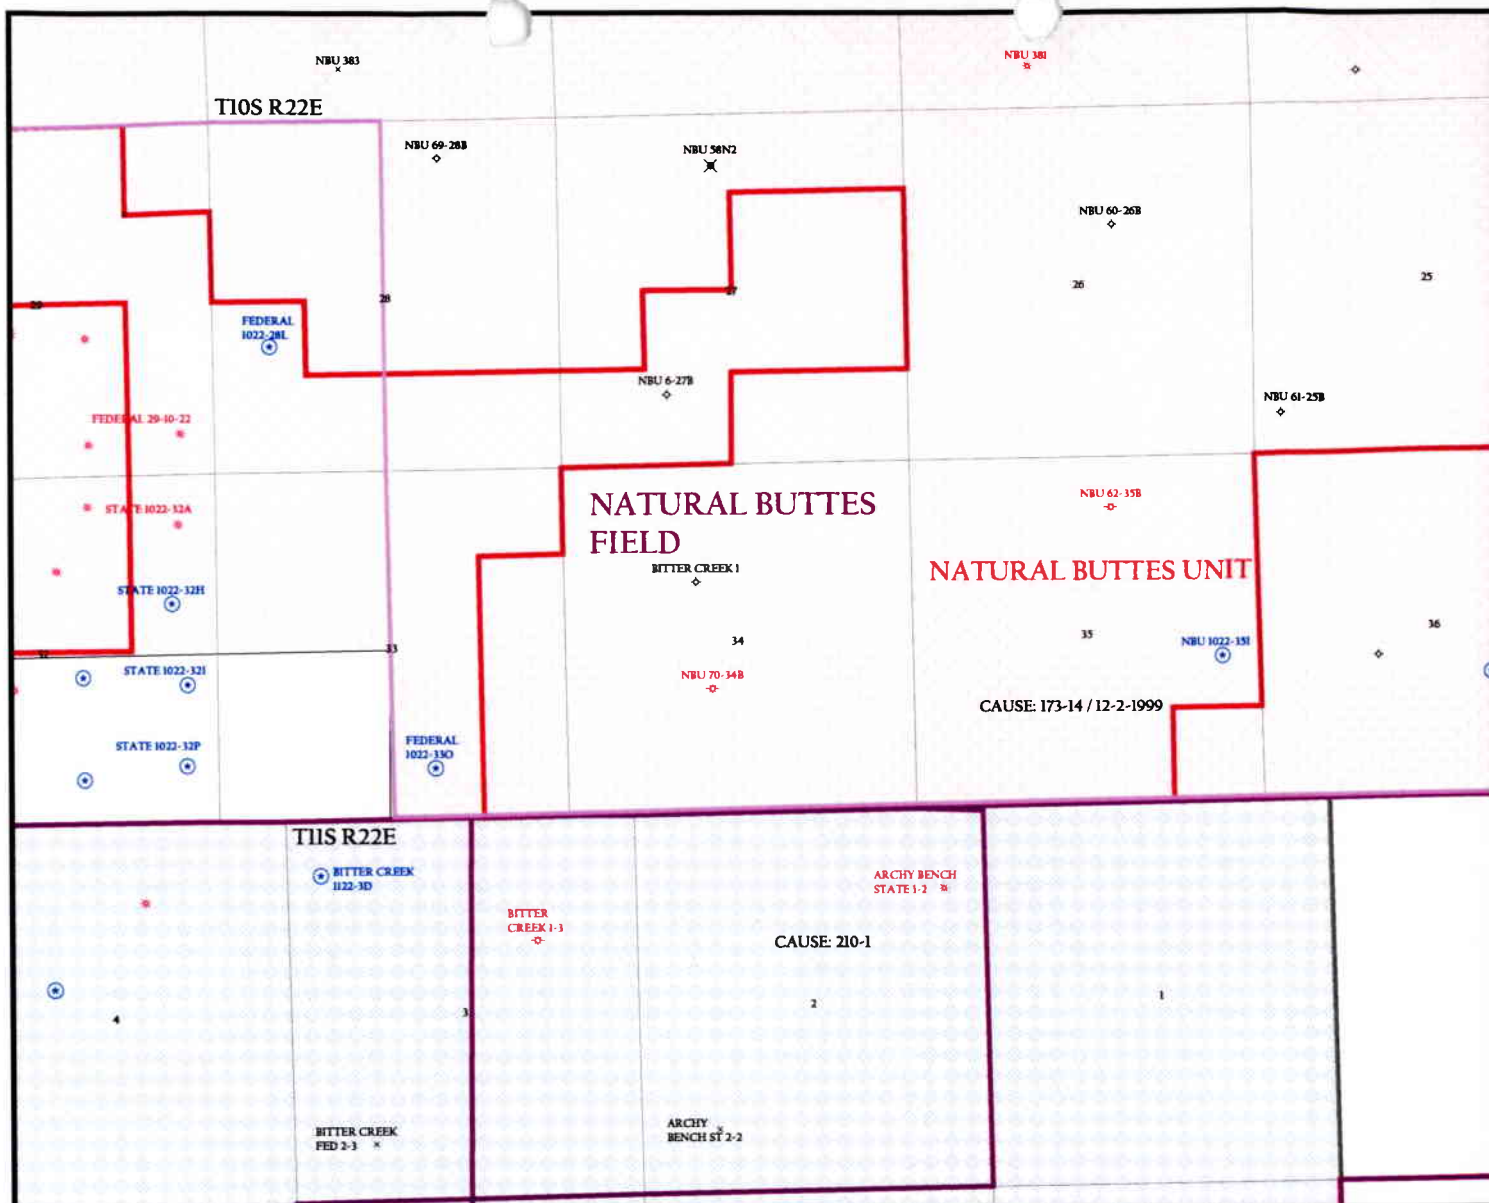 NBU 383
NBU 381
T10S R22E
NBU 69-28B
NBU 58N2
NBU 60-26B
29
28
27
26
25
FEDERAL
1022-28L
NBU 6-27B
NBU 61-25B
FEDERAL 29-10-22
NATURAL BUTTES
FIELD
NBU 62-35B
STATE 1022-32A
BITTER CREEK 1
NATURAL BUTTES UNIT
STATE 1022-32H
32
33
34
35
36
NBU 1022-35I
STATE 1022-32I
NBU 70-34B
CAUSE: 173-14 / 12-2-1999
STATE 1022-32P
FEDERAL
1022-33O
T11S R22E
BITTER CREEK
1122-3D
ARCHY BENCH
STATE 1-2
BITTER
CREEK 1-3
CAUSE: 210-1
4
3
2
1
BITTER CREEK
FED 2-3
ARCHY
BENCH ST 2-2